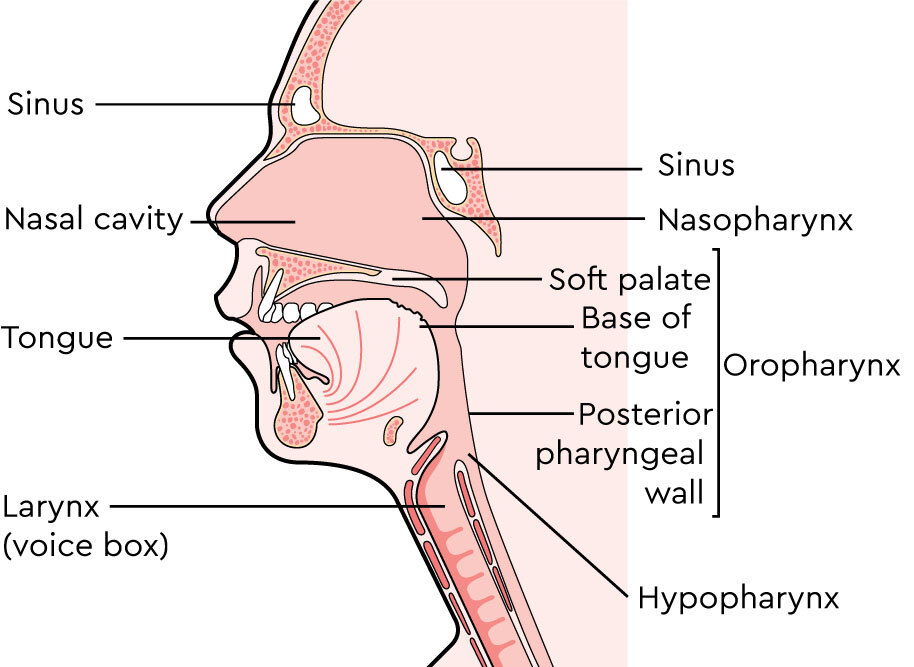 Sinus
Nasal cavity
Tongue
Larynx
(voice box)
Sinus
Nasopharynx
Soft palate
Base of
tongue
Posterior
pharyngeal
wall
Oropharynx
Hypopharynx